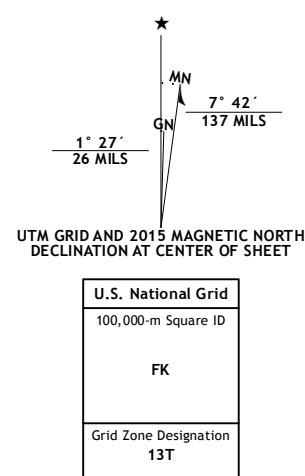 ★
MN
GN
7° 42´
137 MILS
1° 27´
26 MILS
UTM GRID AND 2015 MAGNETIC NORTH
DECLINATION AT CENTER OF SHEET
U.S. National Grid
100,000-m Square ID
FK
Grid Zone Designation
13T